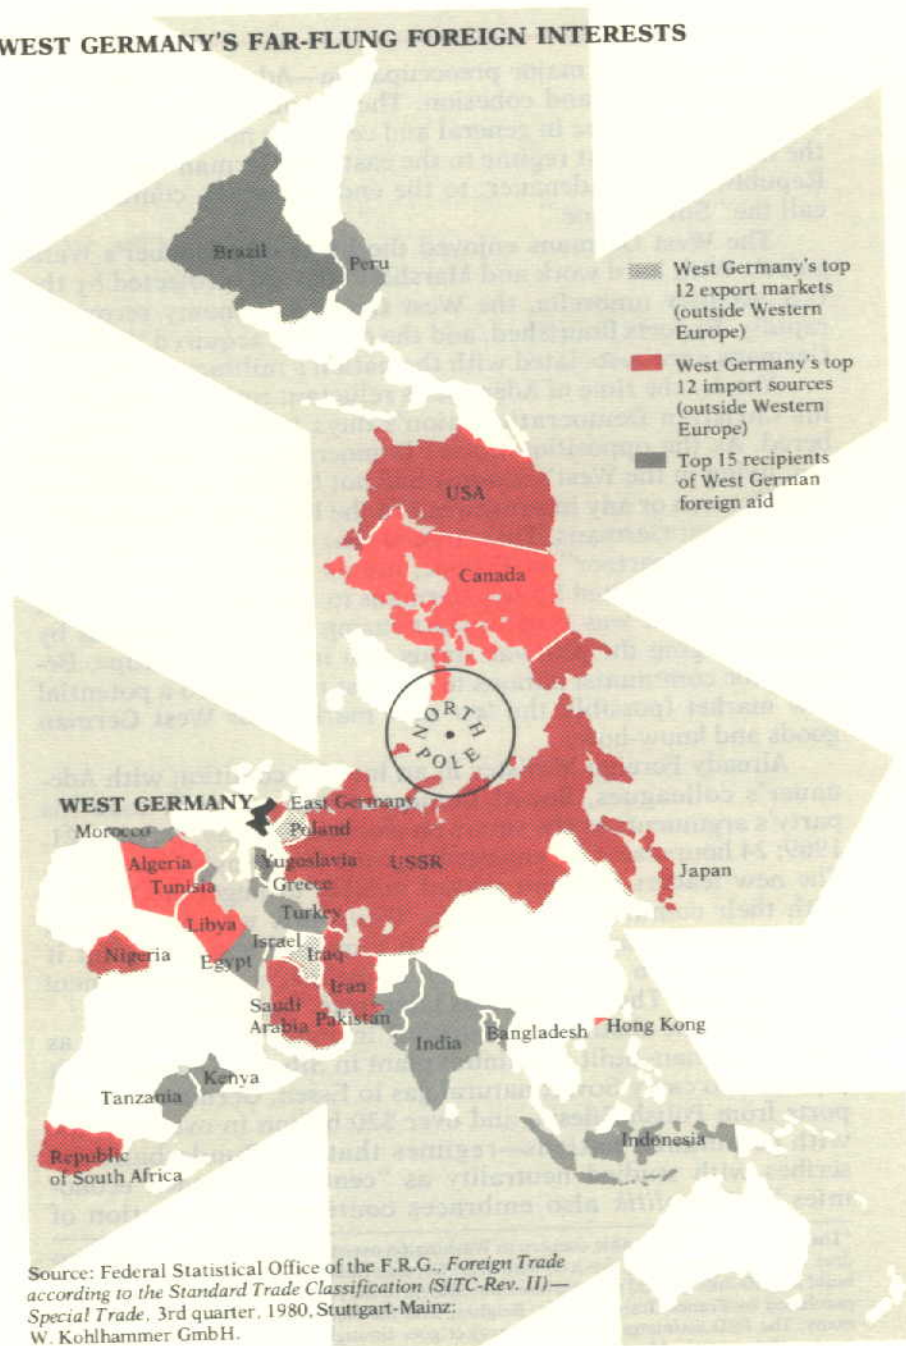 WEST GERMANY'S FAR-FLUNG FOREIGN INTERESTS
Brazil
Peru
West Germany's top
12 export markets
(outside Western
Europe)
West Germany's top
12 import sources
(outside Western
Europe)
Top 15 recipients
of West German
foreign aid
USA
Canada
NORTH
POLE
WEST GERMANY
East Germany
Morocco
Poland
Algeria
Yugoslavia
USSR
Japan
Tunisia
Greece
Libya
Turkey
Israel
Nigeria
Egypt
Iraq
Iran
Saudi
Arabia
Pakistan
Bangladesh
Hong Kong
India
Kenya
Tanzania
Indonesia
Republic
of South Africa
Source: Federal Statistical Office of the F.R.G., Foreign Trade
according to the Standard Trade Classification (SITC-Rev. II)—
Special Trade, 3rd quarter, 1980, Stuttgart-Mainz:
W. Kohlhammer GmbH.